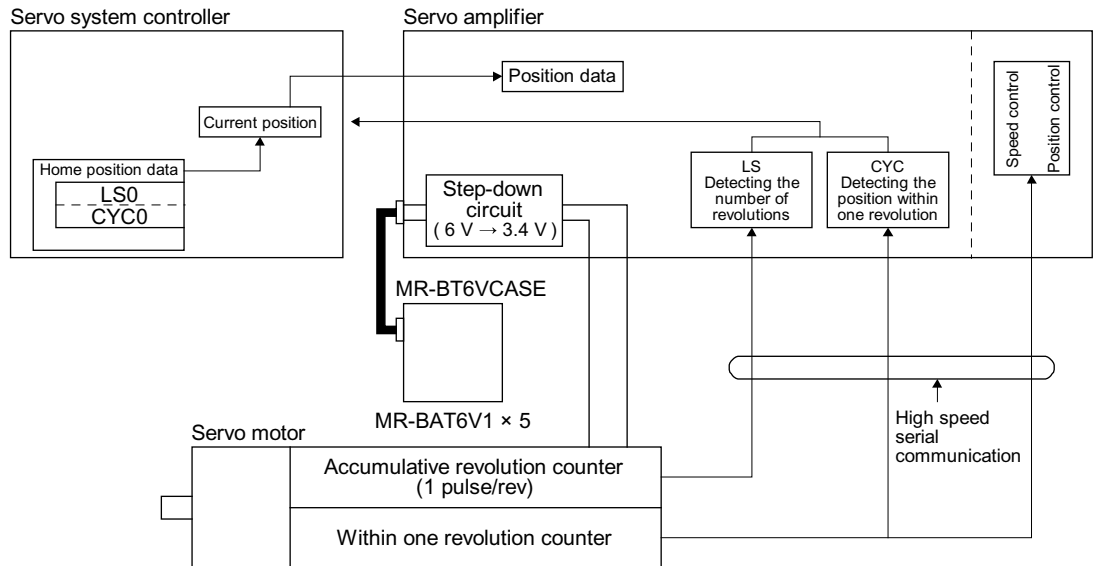 Servo system controller
Servo amplifier
Position data
Current position
Home position data
LS0
CYC0
Step-down
circuit
( 6 V → 3.4 V )
LS
Detecting the
number of
revolutions
CYC
Detecting the
position within
one revolution
Speed control
Position control
MR-BT6VCASE
MR-BAT6V1 × 5
High speed
serial
communication
Servo motor
Accumulative revolution counter
(1 pulse/rev)
Within one revolution counter